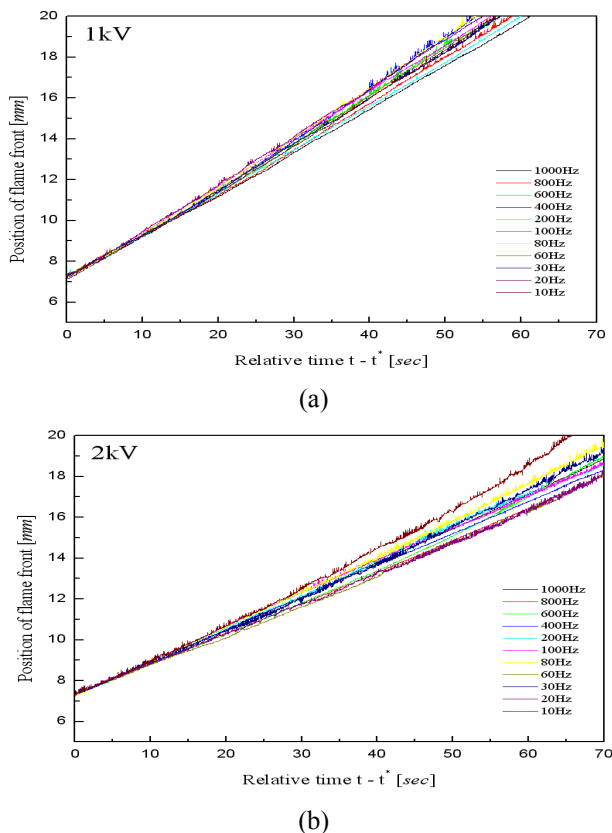 20
1kV
18
16
14
12
10
8
6
Position of flame front [mm]
1000Hz
800Hz
600Hz
400Hz
200Hz
100Hz
80Hz
60Hz
30Hz
20Hz
10Hz
0 10 20 30 40 50 60 70
Relative time t - t* [sec]
(a)
20
2kV
18
16
14
12
10
8
6
Position of flame front [mm]
1000Hz
800Hz
600Hz
400Hz
200Hz
100Hz
80Hz
60Hz
30Hz
20Hz
10Hz
0 10 20 30 40 50 60 70
Relative time t - t* [sec]
(b)